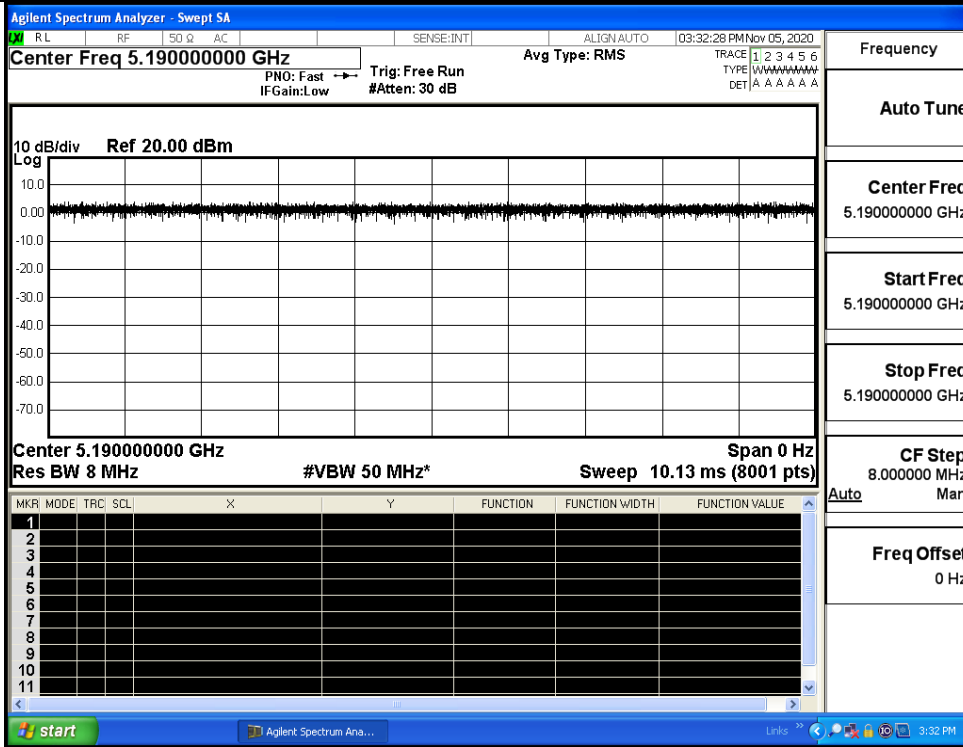 Agilent Spectrum Analyzer - Swept SA
LXI RL RF 50 Ω AC SENSE:INT ALIGN AUTO 03:32:28 PM Nov 05, 2020
Center Freq 5.190000000 GHz
PNO: Fast
IFGain:Low
Trig: Free Run
#Atten: 30 dB
Avg Type: RMS
TRACE 1 2 3 4 5 6
TYPE WWWWWW
DET A A A A A A
10 dB/div Ref 20.00 dBm
Log
10.0
0.00
-10.0
-20.0
-30.0
-40.0
-50.0
-60.0
-70.0
Center 5.190000000 GHz Span 0 Hz
Res BW 8 MHz #VBW 50 MHz* Sweep 10.13 ms (8001 pts)
MKR MODE TRC SCL X Y FUNCTION FUNCTION WIDTH FUNCTION VALUE
1
2
3
4
5
6
7
8
9
10
11
Frequency
Auto Tune
Center Freq
5.190000000 GHz
Start Freq
5.190000000 GHz
Stop Freq
5.190000000 GHz
CF Step
8.000000 MHz
Auto Man
Freq Offset
0 Hz
start Agilent Spectrum Ana... Links » 3:32 PM